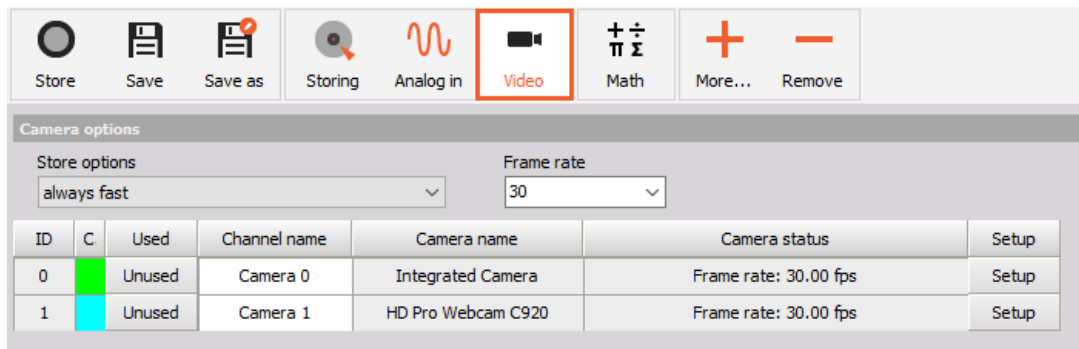 Store Save Save as Storing Analog in Video Math More... Remove
Camera options
Store options Frame rate
always fast 30
ID C Used Channel name Camera name Camera status Setup
0 Unused Camera 0 Integrated Camera Frame rate: 30.00 fps Setup
1 Unused Camera 1 HD Pro Webcam C920 Frame rate: 30.00 fps Setup